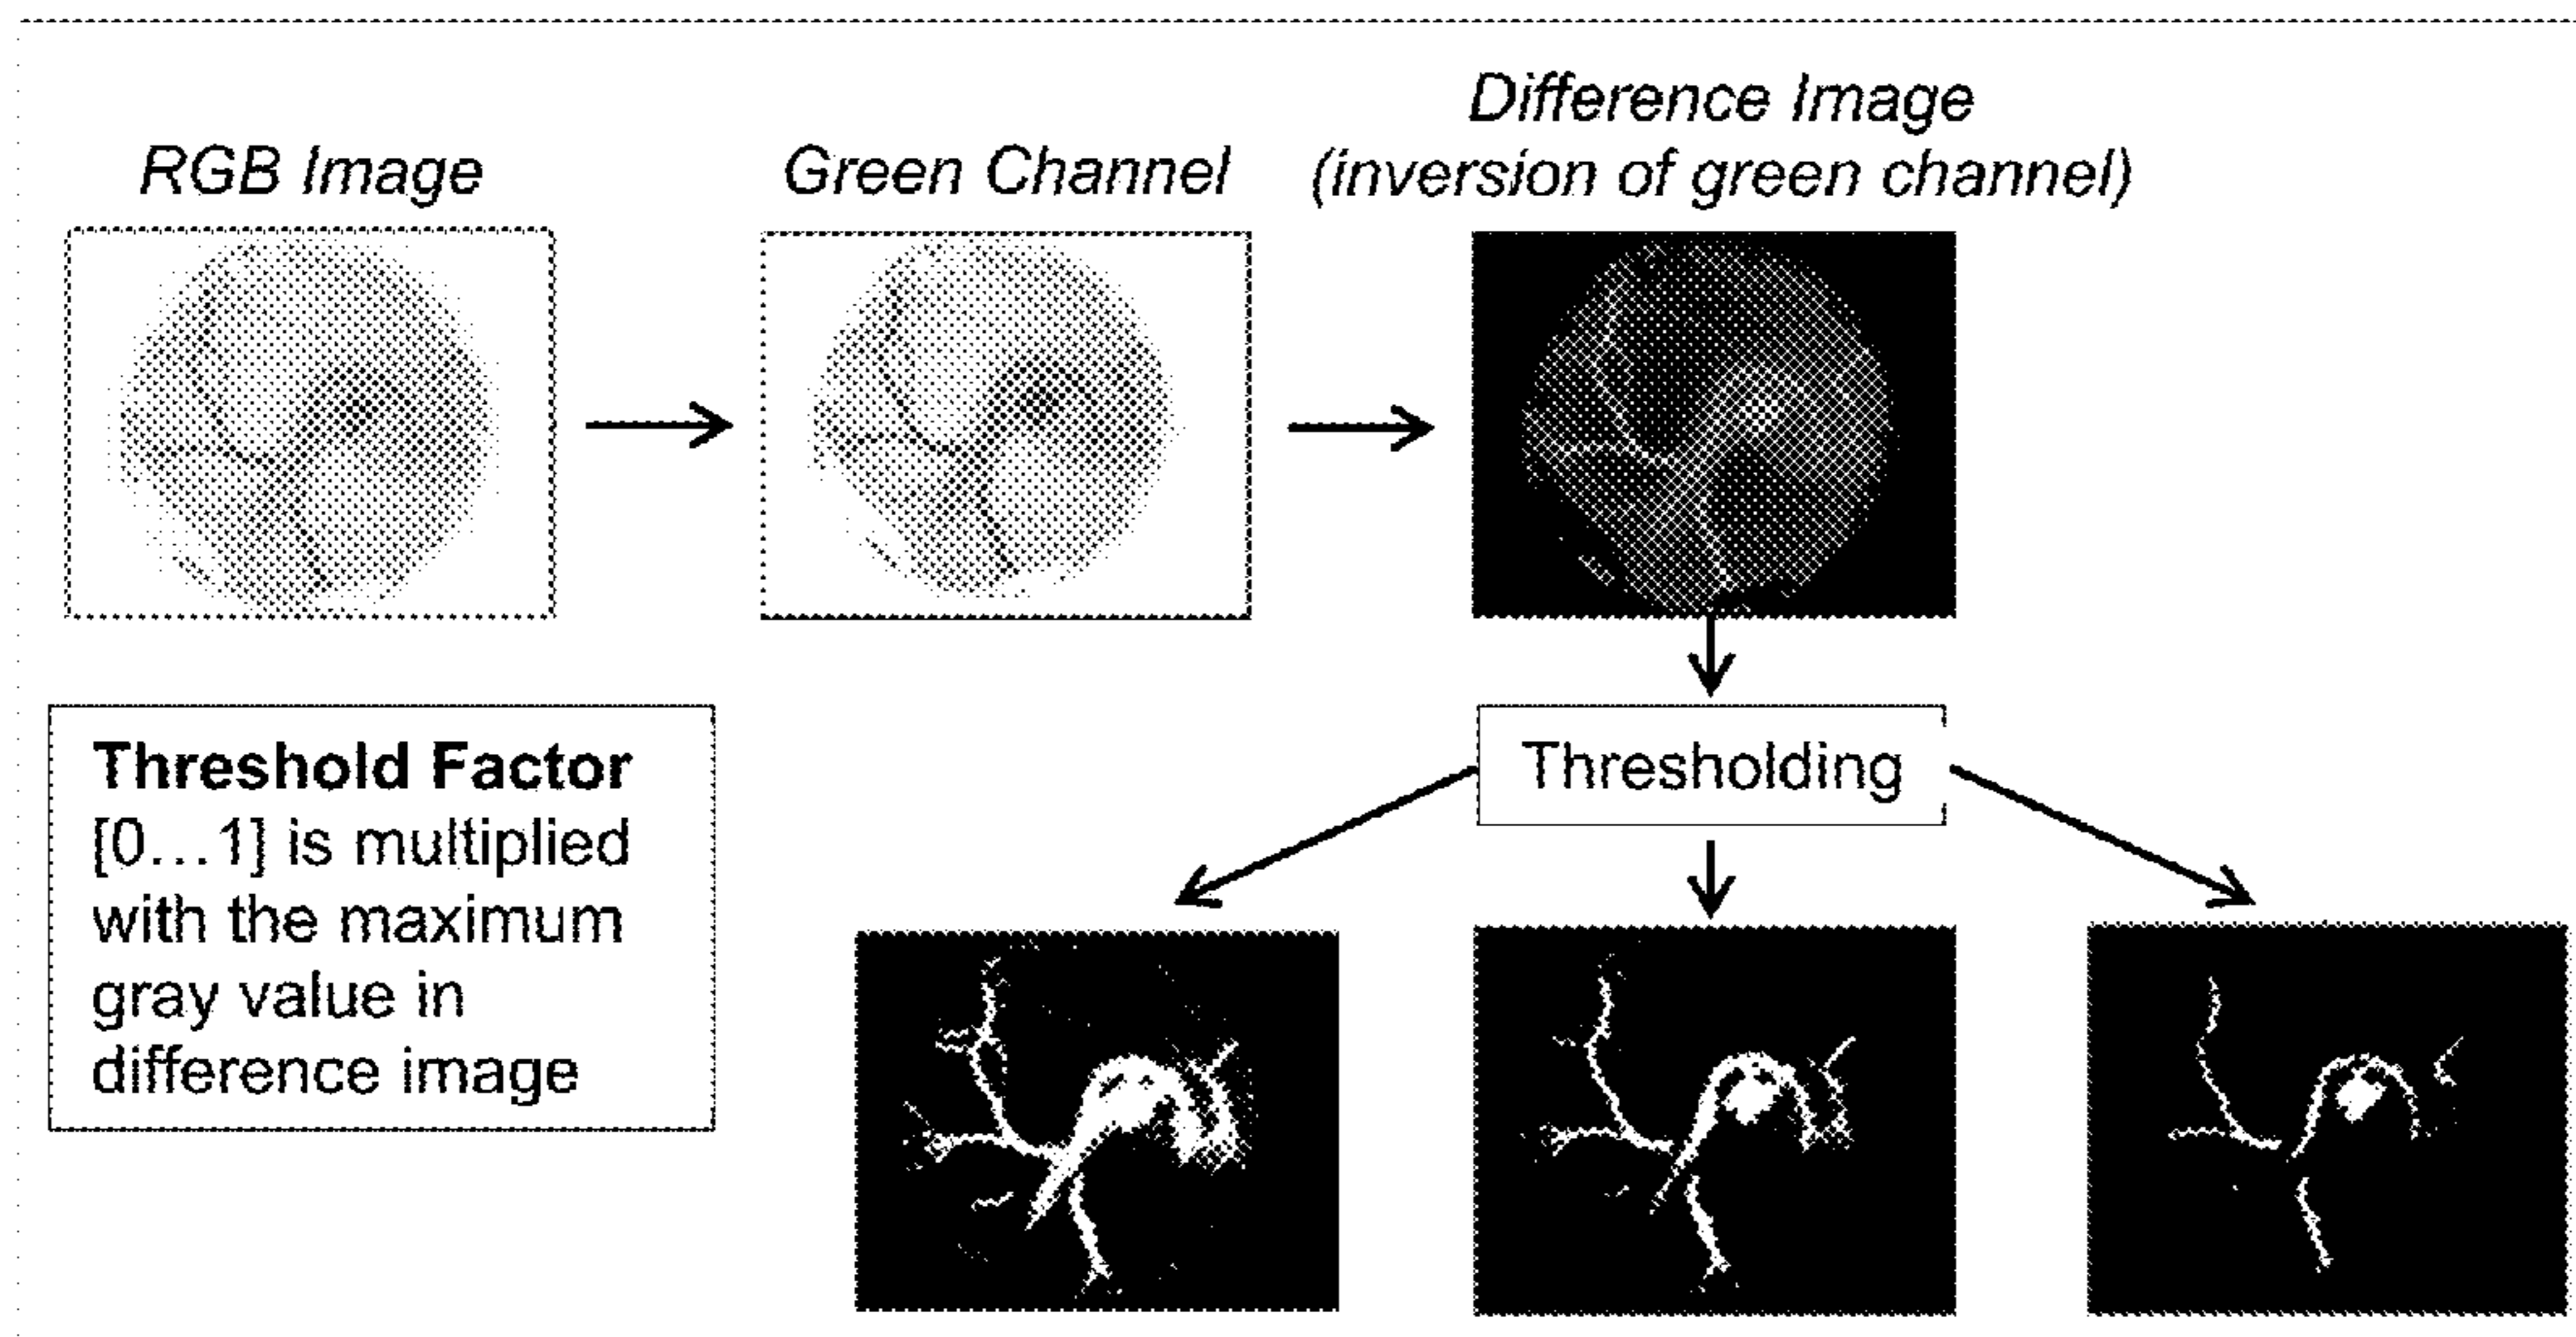 RGB Image
Green Channel
Difference Image
(inversion of green channel)
Threshold Factor
[0...1] is multiplied
with the maximum
gray value in
difference image
Thresholding